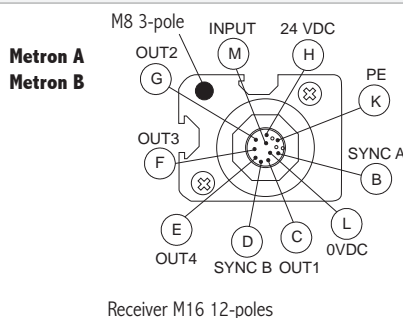 M8 3-pole
Metron A
Metron B
OUT2
INPUT
24 VDC
M
H
G
PE
K
OUT3
F
SYNC A
B
E
OUT4
D
SYNC B
C
OUT1
L
0VDC
Receiver M16 12-poles